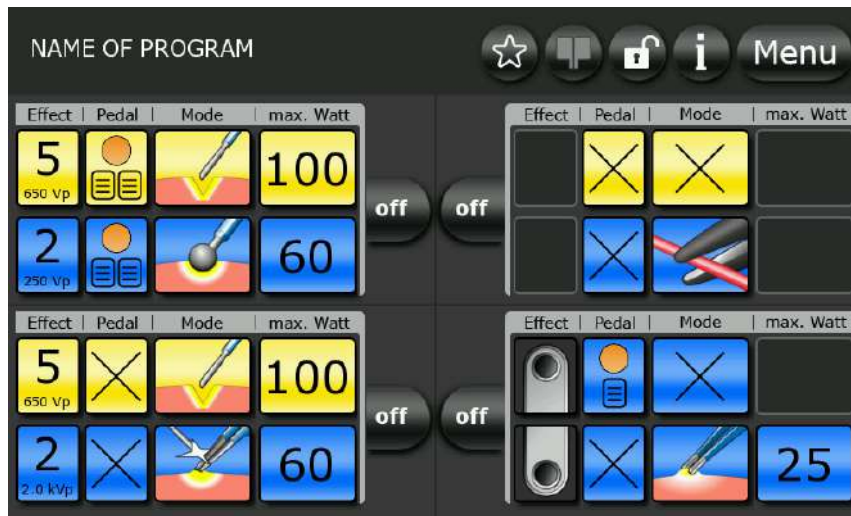 NAME OF PROGRAM
i
Menu
Effect | Pedal | Mode | max. Watt
5
650 Vp
100
2
250 Vp
60
off
Effect | Pedal | Mode | max. Watt
off
Effect | Pedal | Mode | max. Watt
5
650 Vp
100
2
2.0 kVp
60
off
Effect | Pedal | Mode | max. Watt
off
25